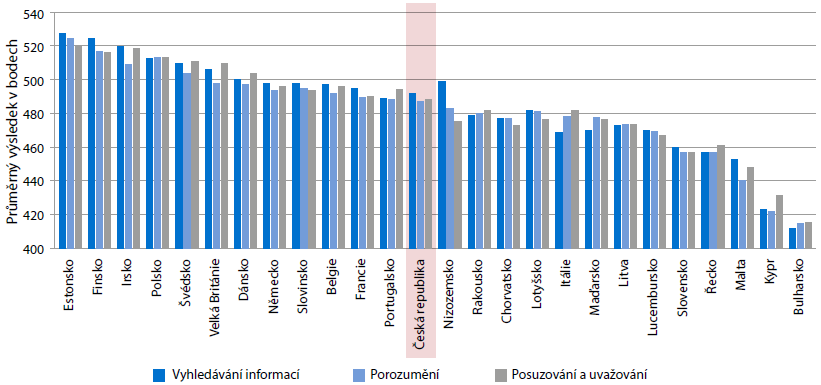 Průměrný výsledek v bodech
540
520
500
480
460
440
420
400
Estonsko
Finsko
Irsko
Polsko
Švédsko
Velká Británie
Dánsko
Německo
Slovinsko
Belgie
Francie
Portugalsko
Česká republika
Nizozemsko
Rakousko
Chorvatsko
Lotyšsko
Itálie
Maďarsko
Litva
Lucembursko
Slovensko
Řecko
Malta
Kypr
Bulharsko
Vyhledávání informací
Porozumění
Posuzování a uvažování